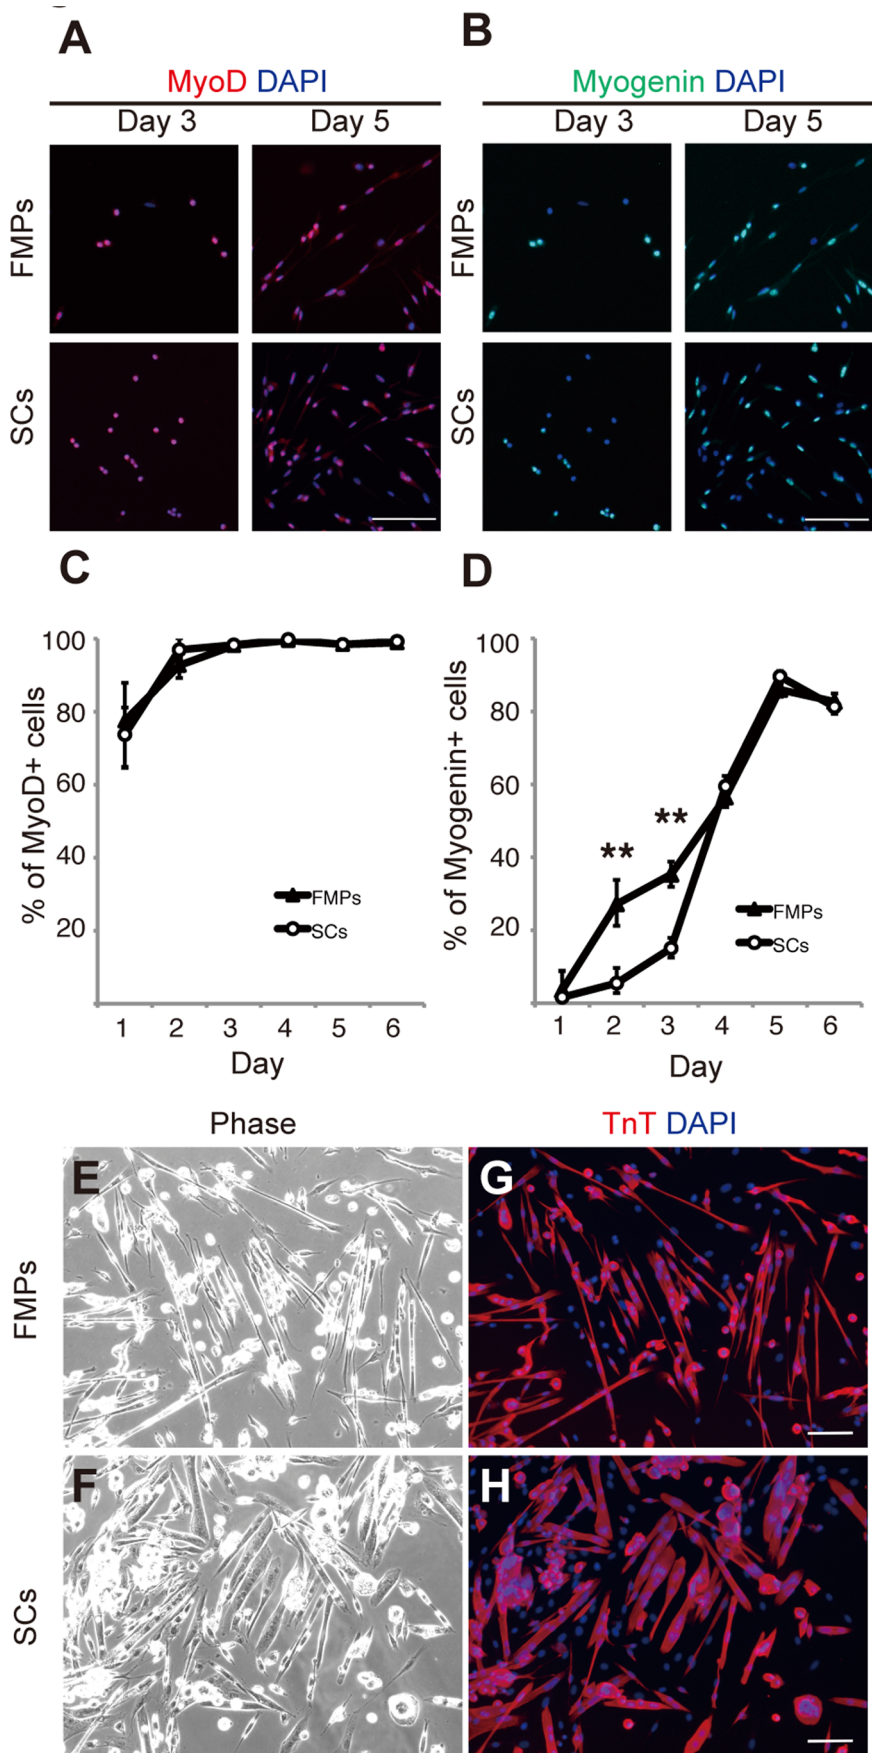 A
B
MyoD DAPI
Myogenin DAPI
Day 3
Day 5
Day 3
Day 5
FMPs
FMPs
SCs
SCs
C
D
% of MyoD+ cells
100
80
60
40
20
FMPs
SCs
1 2 3 4 5 6
Day
% of Myogenin+ cells
100
80
60
40
20
**
**
FMPs
SCs
1 2 3 4 5 6
Day
Phase
TnT DAPI
FMPs
E
G
SCs
F
H